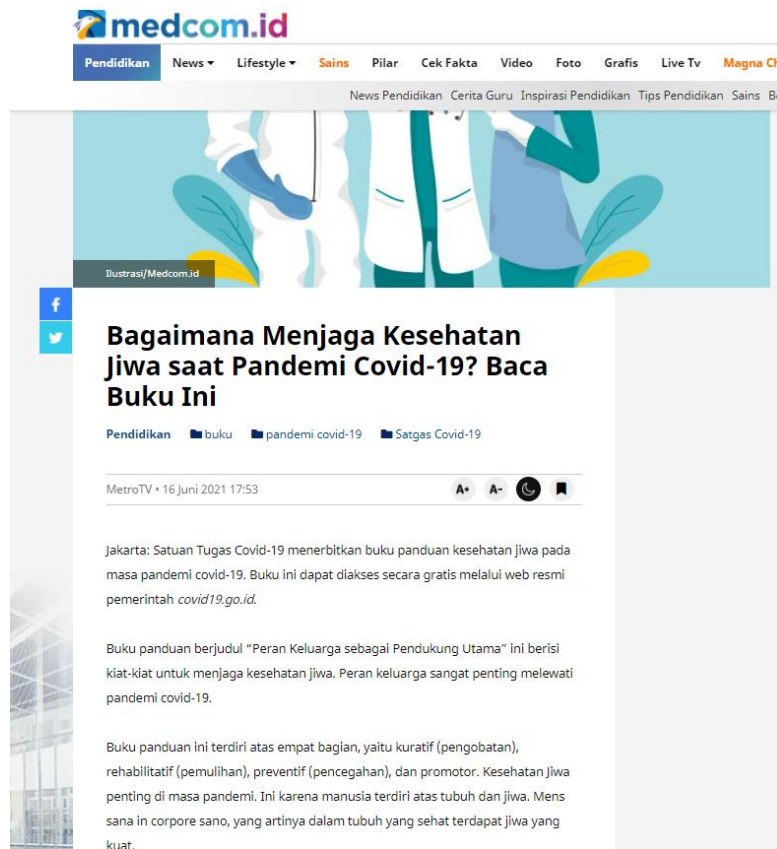 medcom.id
Pendidikan News Lifestyle Sains Pilar Cek Fakta Video Foto Grafis Live Tv Magna
News Pendidikan Cerita Guru Inspirasi Pendidikan Tips Pendidikan Sains
Ilustrasi/Medcom.id
f
Bagaimana Menjaga Kesehatan
Jiwa saat Pandemi Covid-19? Baca
Buku Ini
Pendidikan buku pandemi covid-19 Satgas Covid-19
MetroTV • 16 Juni 2021 17:53 A+ A-
Jakarta: Satuan Tugas Covid-19 menerbitkan buku panduan kesehatan jiwa pada
masa pandemi covid-19. Buku ini dapat diakses secara gratis melalui web resmi
pemerintah covid19.go.id.
Buku panduan berjudul “Peran Keluarga sebagai Pendukung Utama” ini berisi
kiat-kiat untuk menjaga kesehatan jiwa. Peran keluarga sangat penting melewati
pandemi covid-19.
Buku panduan ini terdiri atas empat bagian, yaitu kuratif (pengobatan),
rehabilitatif (pemulihan), preventif (pencegahan), dan promotor. Kesehatan Jiwa
penting di masa pandemi. Ini karena manusia terdiri atas tubuh dan jiwa. Mens
sana in corpore sano, yang artinya dalam tubuh yang sehat terdapat jiwa yang
kuat.